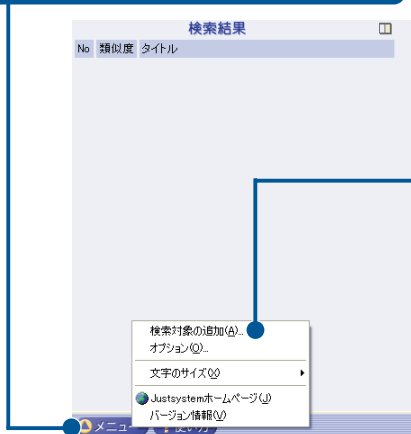 検索結果
No 類似度 タイトル
検索対象の追加(A)...
オプション(O)...
文字のサイズ(X)
Justsystemホームページ(J)
バージョン情報(V)
メニュー